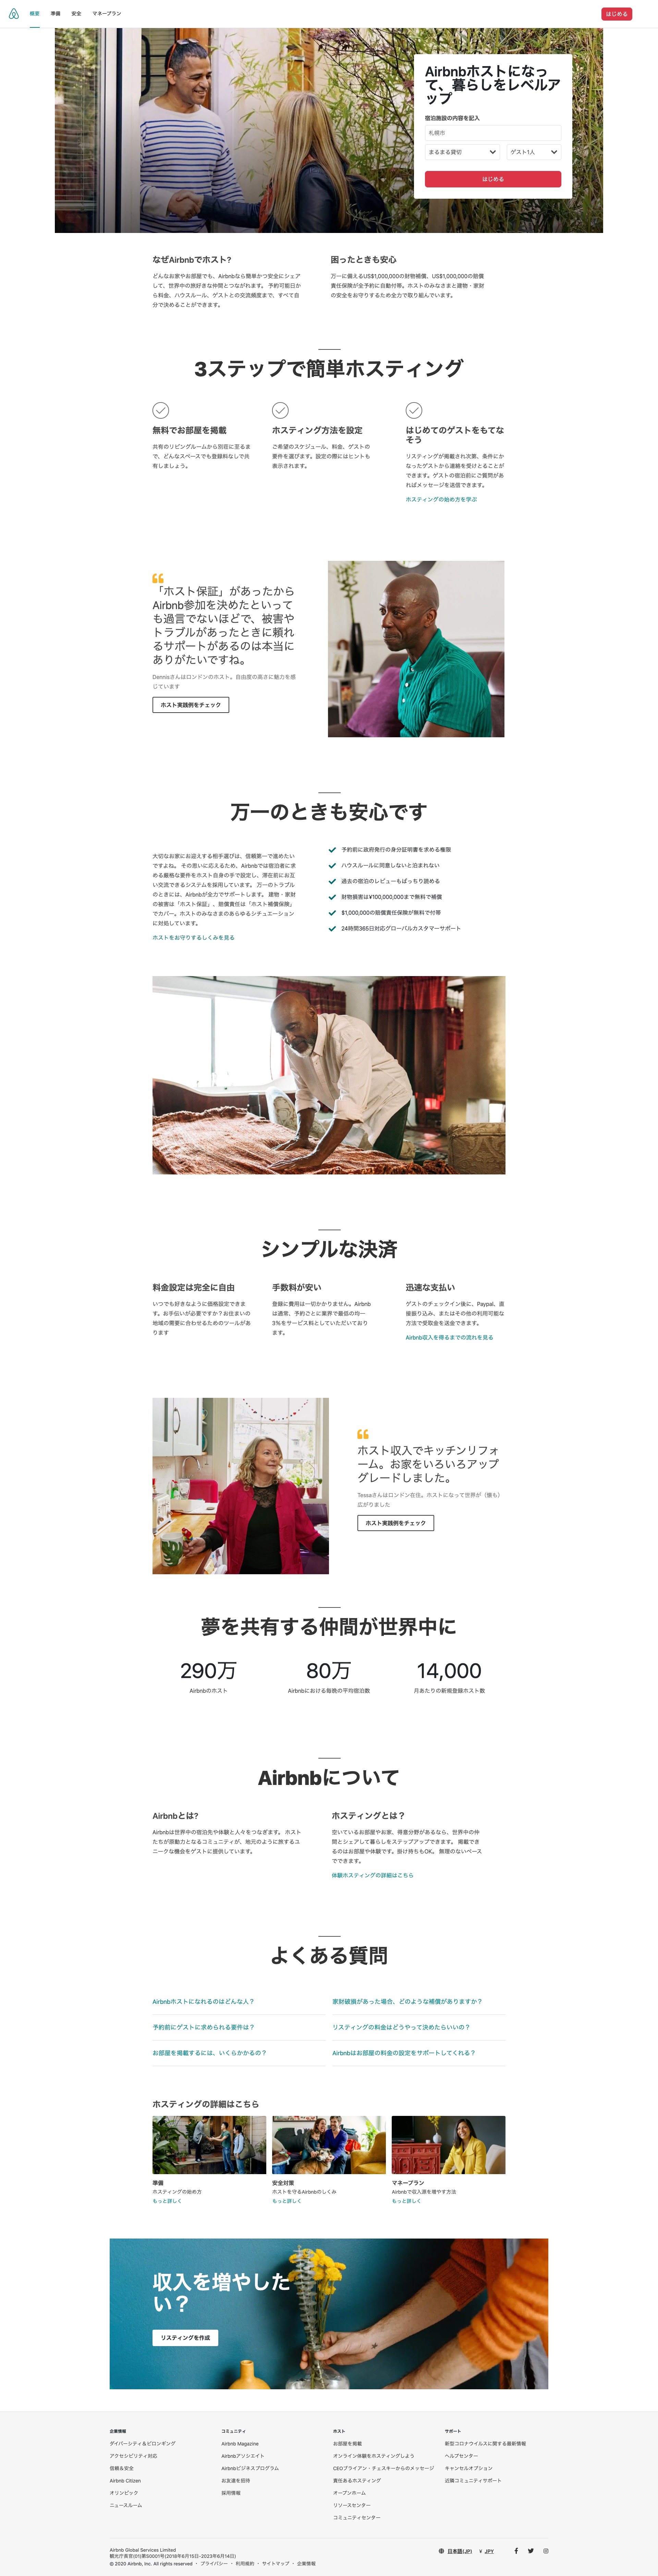 概要
準備
安全
マネープラン
はじめる
Airbnbホストになっ
て、暮らしをレベルア
ップ
宿泊施設の内容を記入
札幌市
まるまる貸切
ゲスト1人
はじめる
なぜAirbnbでホスト?
どんなお家やお部屋でも、Airbnbなら簡単かつ安全にシェア
して、世界中の旅好きな仲間とつながれます。 予約可能日か
ら料金、ハウスルール、ゲストとの交流頻度まで、すべて自
分で決めることができます。
困ったときも安心
万一に備えるUS$1,000,000の財物補償、US$1,000,000の賠償
責任保険が全予約に自動付帯。ホストのみなさまと建物・家財
の安全をお守りするため全力で取り組んでいます。
3ステップで簡単ホスティング
無料でお部屋を掲載
共有のリビングルームから別荘に至るま
で、どんなスペースでも登録料なしで共
有しましょう。
ホスティング方法を設定
ご希望のスケジュール、料金、ゲストの
要件を選びます。設定の際にはヒントも
表示されます。
はじめてのゲストをもてな
そう
リスティングが掲載され次第、条件にか
なったゲストから連絡を受けとることが
できます。ゲストの宿泊前にご質問があ
ればメッセージを送信できます。
ホスティングの始め方を学ぶ
「ホスト保証」があったから
Airbnb参加を決めたといって
も過言でないほどで、被害や
トラブルがあったときに頼れ
るサポートがあるのは本当に
ありがたいですね。
Dennisさんはロンドンのホスト。自由度の高さに魅力を感
じています
ホスト実践例をチェック
万一のときも安心です
大切なお家にお迎えする相手選びは、信頼第一で進めたい
ですよね。 その思いに応えるため、Airbnbでは宿泊者に求
める厳格な要件をホスト自身の手で設定し、滞在前にお互
い交流できるシステムを採用しています。 万一のトラブル
のときには、Airbnbが全力でサポートします。 建物・家財
の被害は「ホスト保証」、賠償責任は「ホスト補償保険」
でカバー。ホストのみなさまのあらゆるシチュエーション
に対処しています。
ホストをお守りするしくみを見る
予約前に政府発行の身分証明書を求める権限
ハウスルールに同意しないと泊まれない
過去の宿泊のレビューもばっちり読める
財物損害は¥100,000,000まで無料で補償
$1,000,000の賠償責任保険が無料で付帯
24時間365日対応グローバルカスタマーサポート
シンプルな決済
料金設定は完全に自由
いつでも好きなように価格設定できま
す。お手伝いが必要ですか？お住まいの
地域の需要に合わせるためのツールがあ
ります
手数料が安い
登録に費用は一切かかりません。Airbnb
は通常、予約ごとに業界で最低の均一
3％をサービス料としていただいており
ます。
迅速な支払い
ゲストのチェックイン後に、Paypal、直
接振り込み、またはその他の利用可能な
方法で受取金を送金できます。
Airbnb収入を得るまでの流れを見る
ホスト収入でキッチンリフォ
ーム。お家をいろいろアップ
グレードしました。
Tessaさんはロンドン在住。ホストになって世界が（懐も）
広がりました
ホスト実践例をチェック
夢を共有する仲間が世界中に
290万
Airbnbのホスト
80万
Airbnbにおける毎晩の平均宿泊数
14,000
月あたりの新規登録ホスト数
Airbnbについて
Airbnbとは?
Airbnbは世界中の宿泊先や体験と人々をつなぎます。 ホスト
たちが原動力となるコミュニティが、地元のように旅するユ
ニークな機会をゲストに提供しています。
ホスティングとは？
空いているお部屋やお家、得意分野があるなら、世界中の仲
間とシェアして暮らしをステップアップできます。 掲載でき
るのはお部屋や体験です。掛け持ちもOK。 無理のないペース
でできます。
体験ホスティングの詳細はこちら
よくある質問
Airbnbホストになれるのはどんな人？
家財破損があった場合、どのような補償がありますか？
予約前にゲストに求められる要件は？
リスティングの料金はどうやって決めたらいいの？
お部屋を掲載するには、いくらかかるの？
Airbnbはお部屋の料金の設定をサポートしてくれる？
ホスティングの詳細はこちら
準備
ホスティングの始め方
もっと詳しく
安全対策
ホストを守るAirbnbのしくみ
もっと詳しく
マネープラン
Airbnbで収入源を増やす方法
もっと詳しく
収入を増やした
い？
リスティングを作成
企業情報
ダイバーシティ＆ビロンギング
アクセシビリティ対応
信頼＆安全
Airbnb Citizen
オリンピック
ニュースルーム
コミュニティ
Airbnb Magazine
Airbnbアソシエイト
Airbnbビジネスプログラム
お友達を招待
採用情報
ホスト
お部屋を掲載
オンライン体験をホスティングしよう
CEOブライアン・チェスキーからのメッセージ
責任あるホスティング
オープンホーム
リソースセンター
コミュニティセンター
サポート
新型コロナウイルスに関する最新情報
ヘルプセンター
キャンセルオプション
近隣コミュニティサポート
Airbnb Global Services Limited
観光庁長官(01)第S0001号(2018年6月15日-2023年6月14日)
© 2020 Airbnb, Inc. All rights reserved ・ プライバシー ・ 利用規約 ・ サイトマップ ・ 企業情報
日本語(JP)
¥ JPY